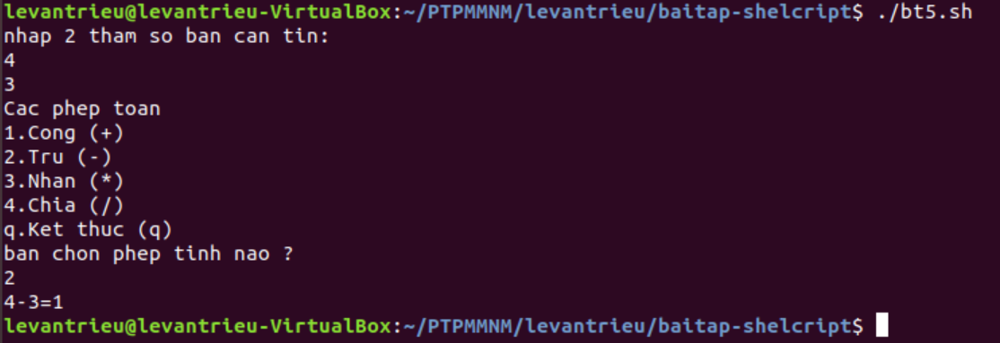 levantrieu@levantrieu-VirtualBox:~/PTPMMNM/levantrieu/baitap-shelcript$ ./bt5.sh
nhap 2 tham so ban can tin:
4
3
Cac phep toan
1.Cong (+)
2.Tru (-)
3.Nhan (*)
4.Chia (/)
q.Ket thuc (q)
ban chon phep tinh nao ?
2
4-3=1
levantrieu@levantrieu-VirtualBox:~/PTPMMNM/levantrieu/baitap-shelcript$